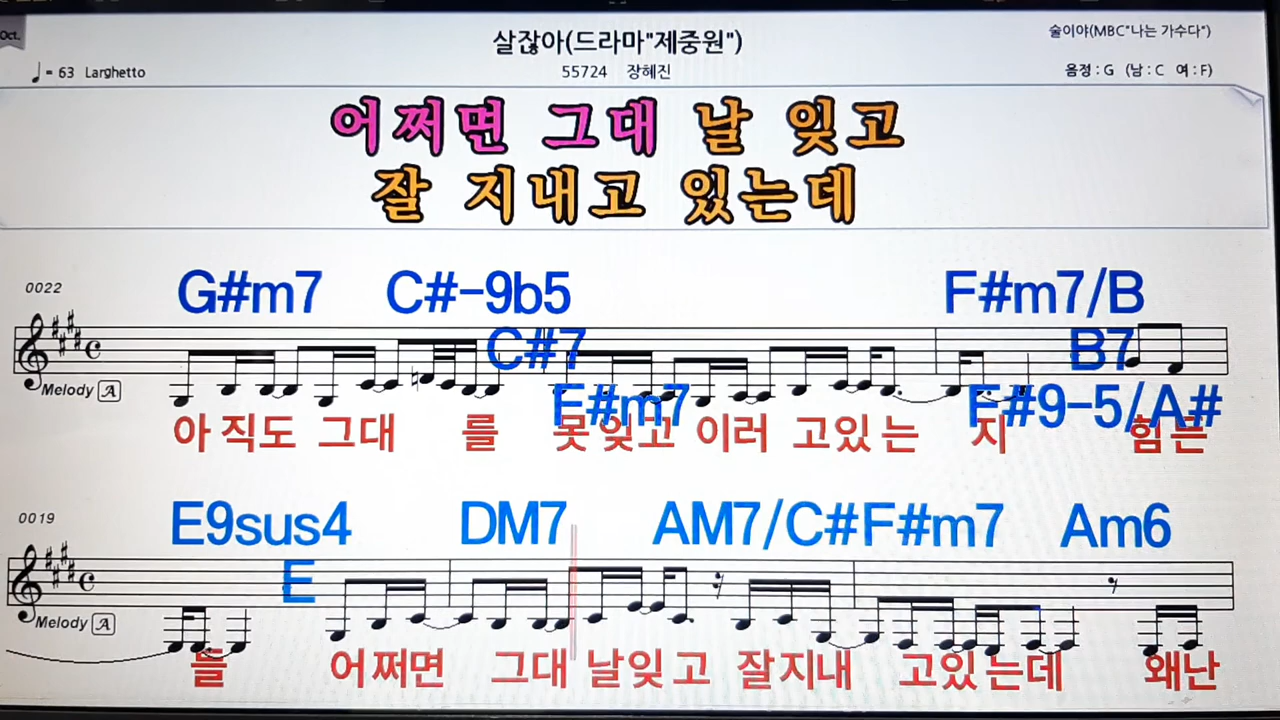 Oct.
살잖아(드라마"제중원")
술이야(MBC"나는 가수다")
♩= 63 Larghetto
55724 장혜진
음정 : G (남 : C 여 : F)
어쩌면 그대 날 잊고
잘 지내고 있는데
0022
G#m7 C#-9b5 F#m7/B
C#7 B7
Melody A
F#m7 F#9-5/A#
아직도 그대 를 못잊고 이러 고있는 지 힘든
0019
E9sus4 DM7 AM7/C# F#m7 Am6
E
Melody A
들 어쩌면 그대 날잊고 잘지내 고있는데 왜난